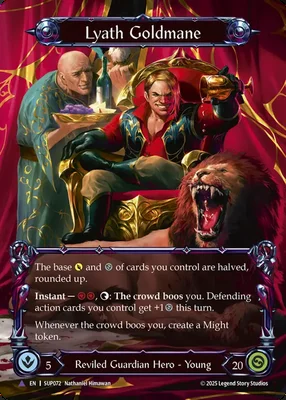 Lyath Goldmane
The base and of cards you control are halved,
rounded up.
Instant — , : The crowd boos you. Defending
action cards you control get +1 this turn.
Whenever the crowd boos you, create a Might
token.
5
Reviled Guardian Hero - Young
20
EN | SUP072 Nathaniel Himawan
© 2025 Legend Story Studios